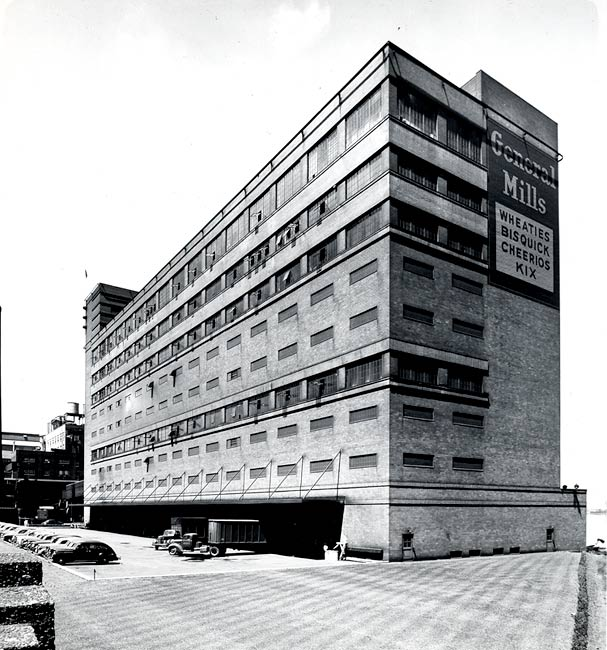 General
Mills
WHEATIES
BISQUICK
CHEERIOS
KIX